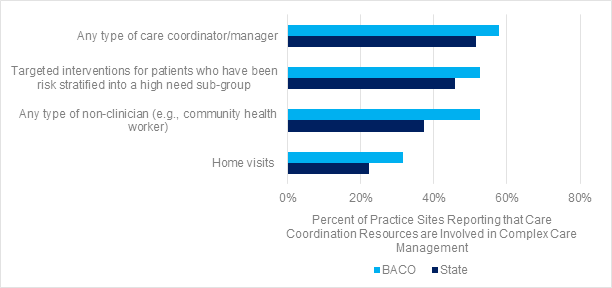 Any type of care coordinator/manager
Targeted interventions for patients who have been
risk stratified into a high need sub-group
Any type of non-clinician (e.g., community health
worker)
Home visits
0% 20% 40% 60% 80%
Percent of Practice Sites Reporting that Care
Coordination Resources are Involved in Complex Care
Management
BACO State